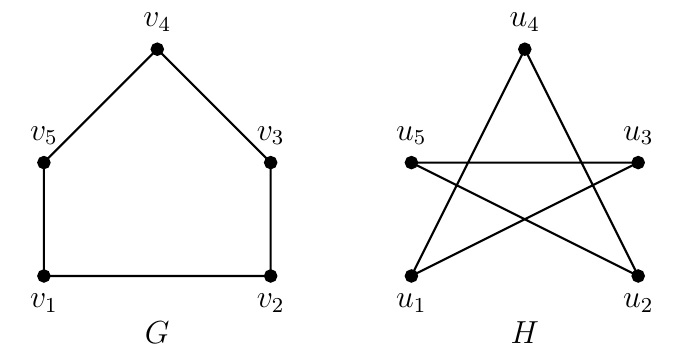 v₄ u₄
v₅ v₃ u₅ u₃
v₁ v₂ u₁ u₂
G H